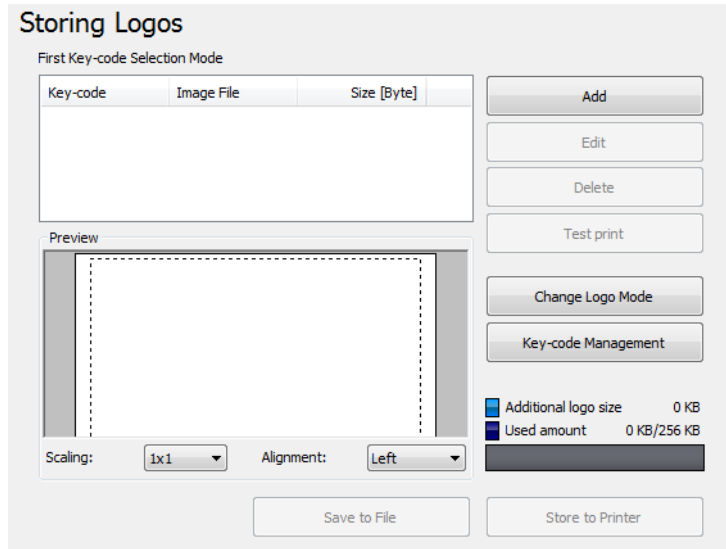 Storing Logos
First Key-code Selection Mode
Key-code Image File Size [Byte]
Add
Edit
Delete
Test print
Preview
Change Logo Mode
Key-code Management
Additional logo size 0 KB
Used amount 0 KB/256 KB
Scaling: 1x1 Alignment: Left
Save to File Store to Printer